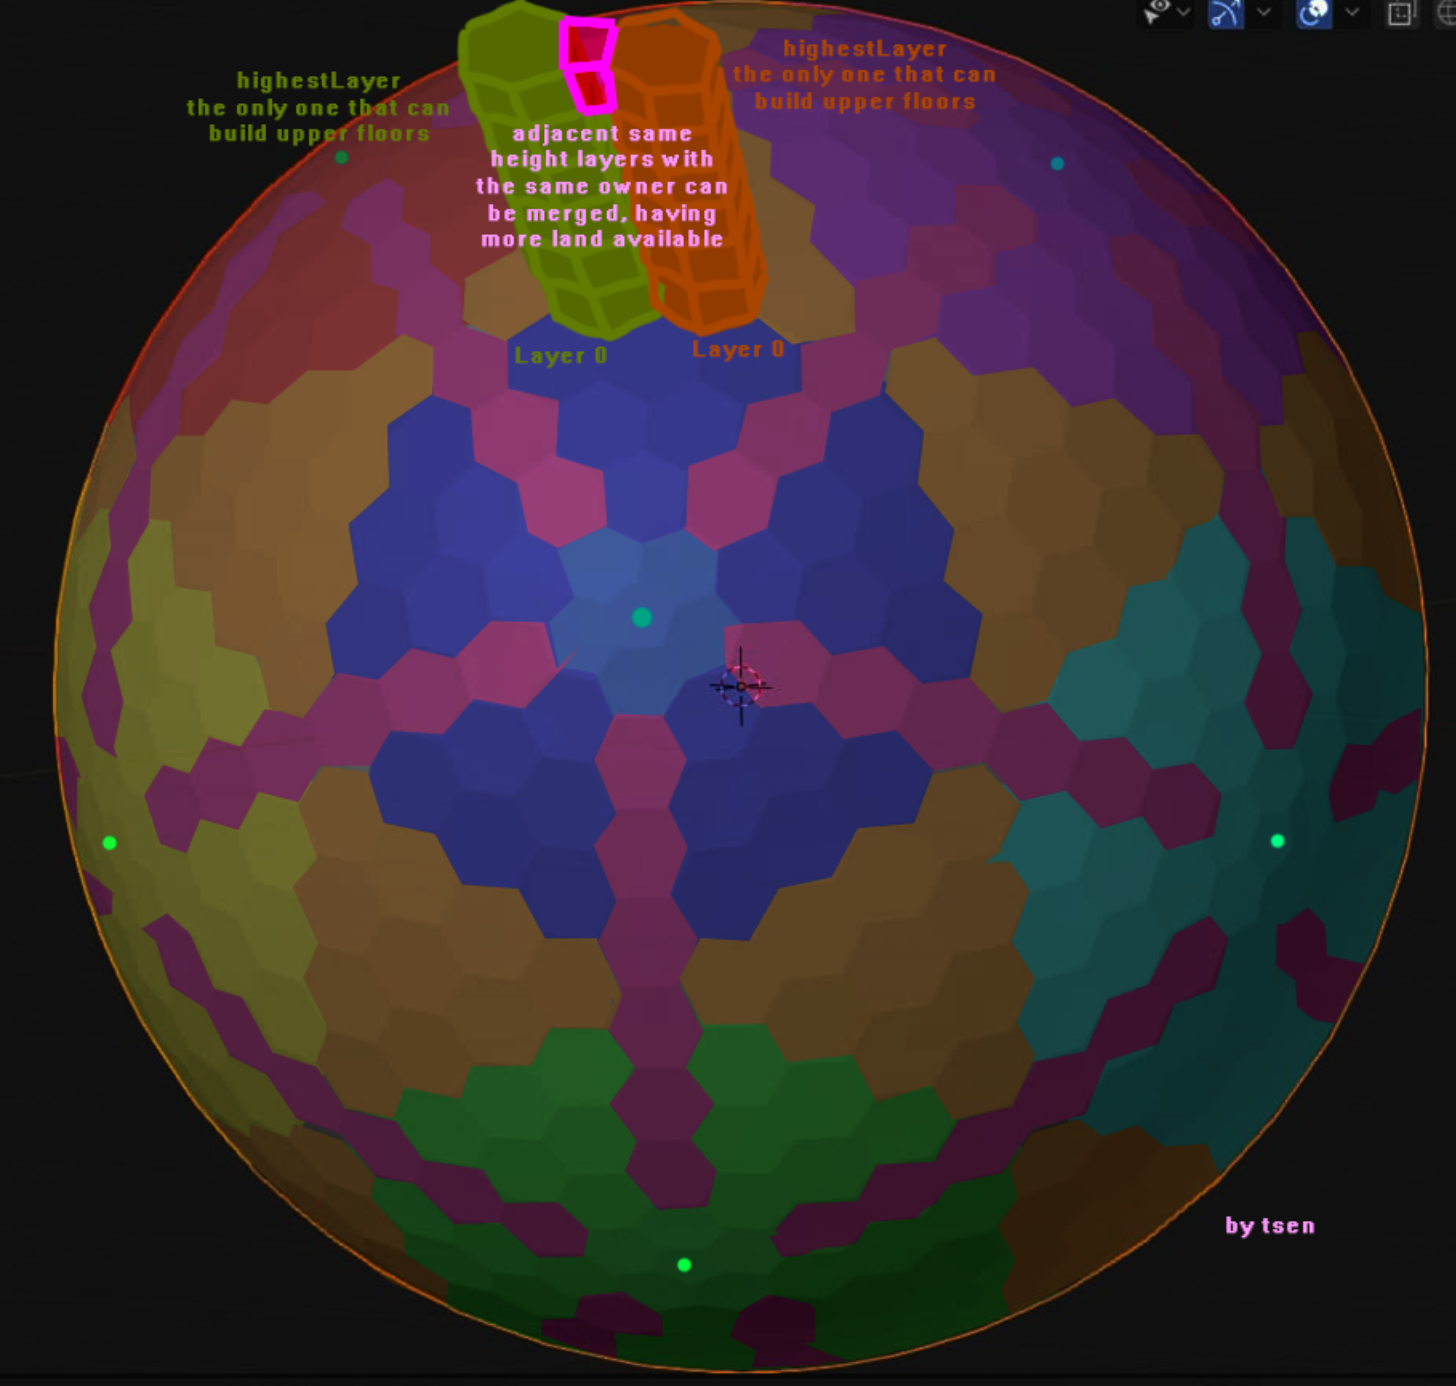 highestLayer
the only one that can
build upper floors
highestLayer
the only one that can
build upper floors
adjacent same
height layers with
the same owner can
be merged, having
more land available
Layer 0
Layer 0
by tsen